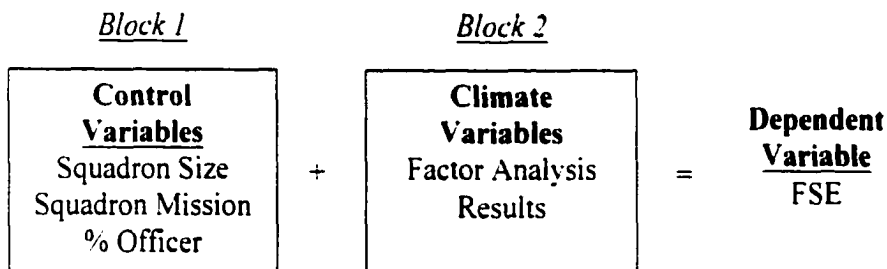 Block 1
Control
Variables
Squadron Size
Squadron Mission
% Officer
+
Block 2
Climate
Variables
Factor Analysis
Results
=
Dependent
Variable
FSE